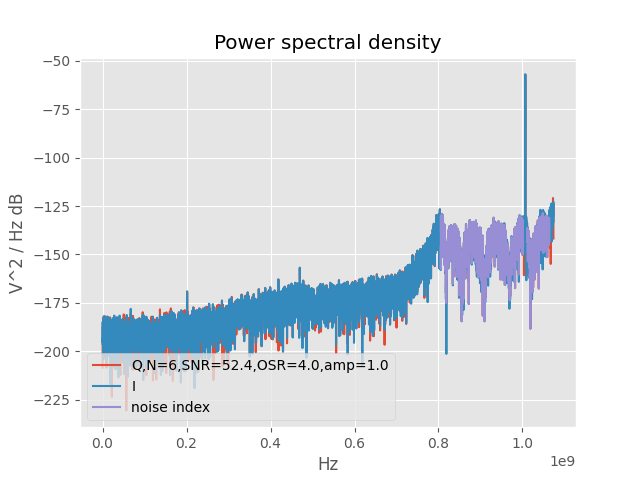 Power spectral density
V^2 / Hz dB
−50
−75
−100
−125
−150
−175
−200
−225
Q,N=6,SNR=52.4,OSR=4.0,amp=1.0
I
noise index
0.0 0.2 0.4 0.6 0.8 1.0
1e9
Hz